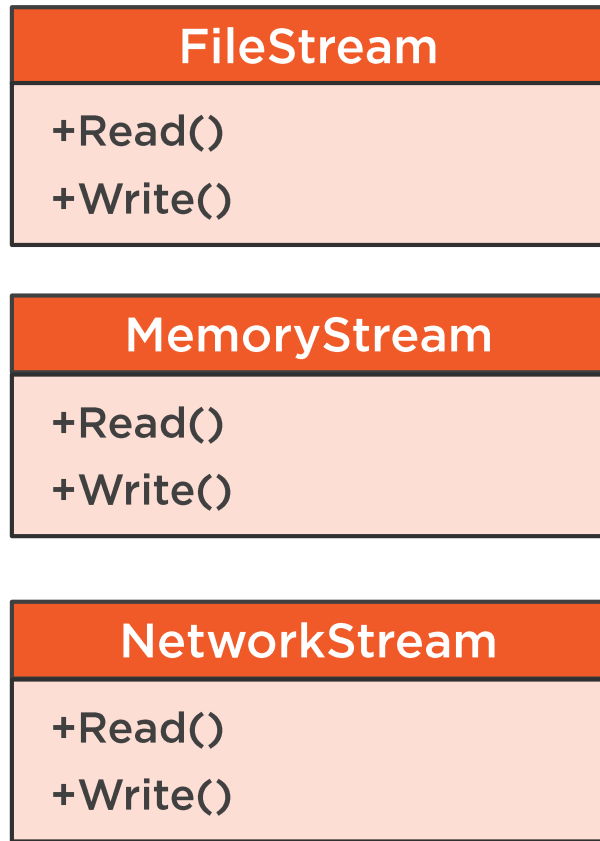 FileStream
+Read()
+Write()
MemoryStream
+Read()
+Write()
NetworkStream
+Read()
+Write()